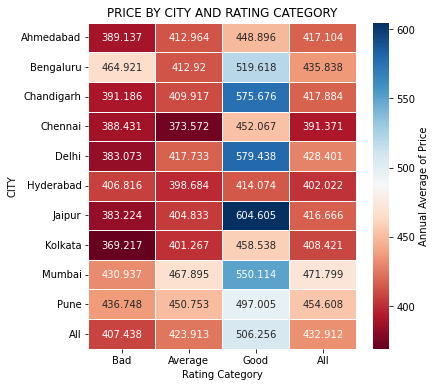 PRICE BY CITY AND RATING CATEGORY
Ahmedabad 389.137 412.964 448.896 417.104
Bengaluru 464.921 412.92 519.618 435.838
Chandigarh 391.186 409.917 575.676 417.884
Chennai 388.431 373.572 452.067 391.371
Delhi 383.073 417.733 579.438 428.401
Hyderabad 406.816 398.684 414.074 402.022
Jaipur 383.224 404.833 604.605 416.666
Kolkata 369.217 401.267 458.538 408.421
Mumbai 430.937 467.895 550.114 471.799
Pune 436.748 450.753 497.005 454.608
All 407.438 423.913 506.256 432.912
Bad Average Good All
Rating Category
CITY
600
550
500
450
400
Annual Average of Price